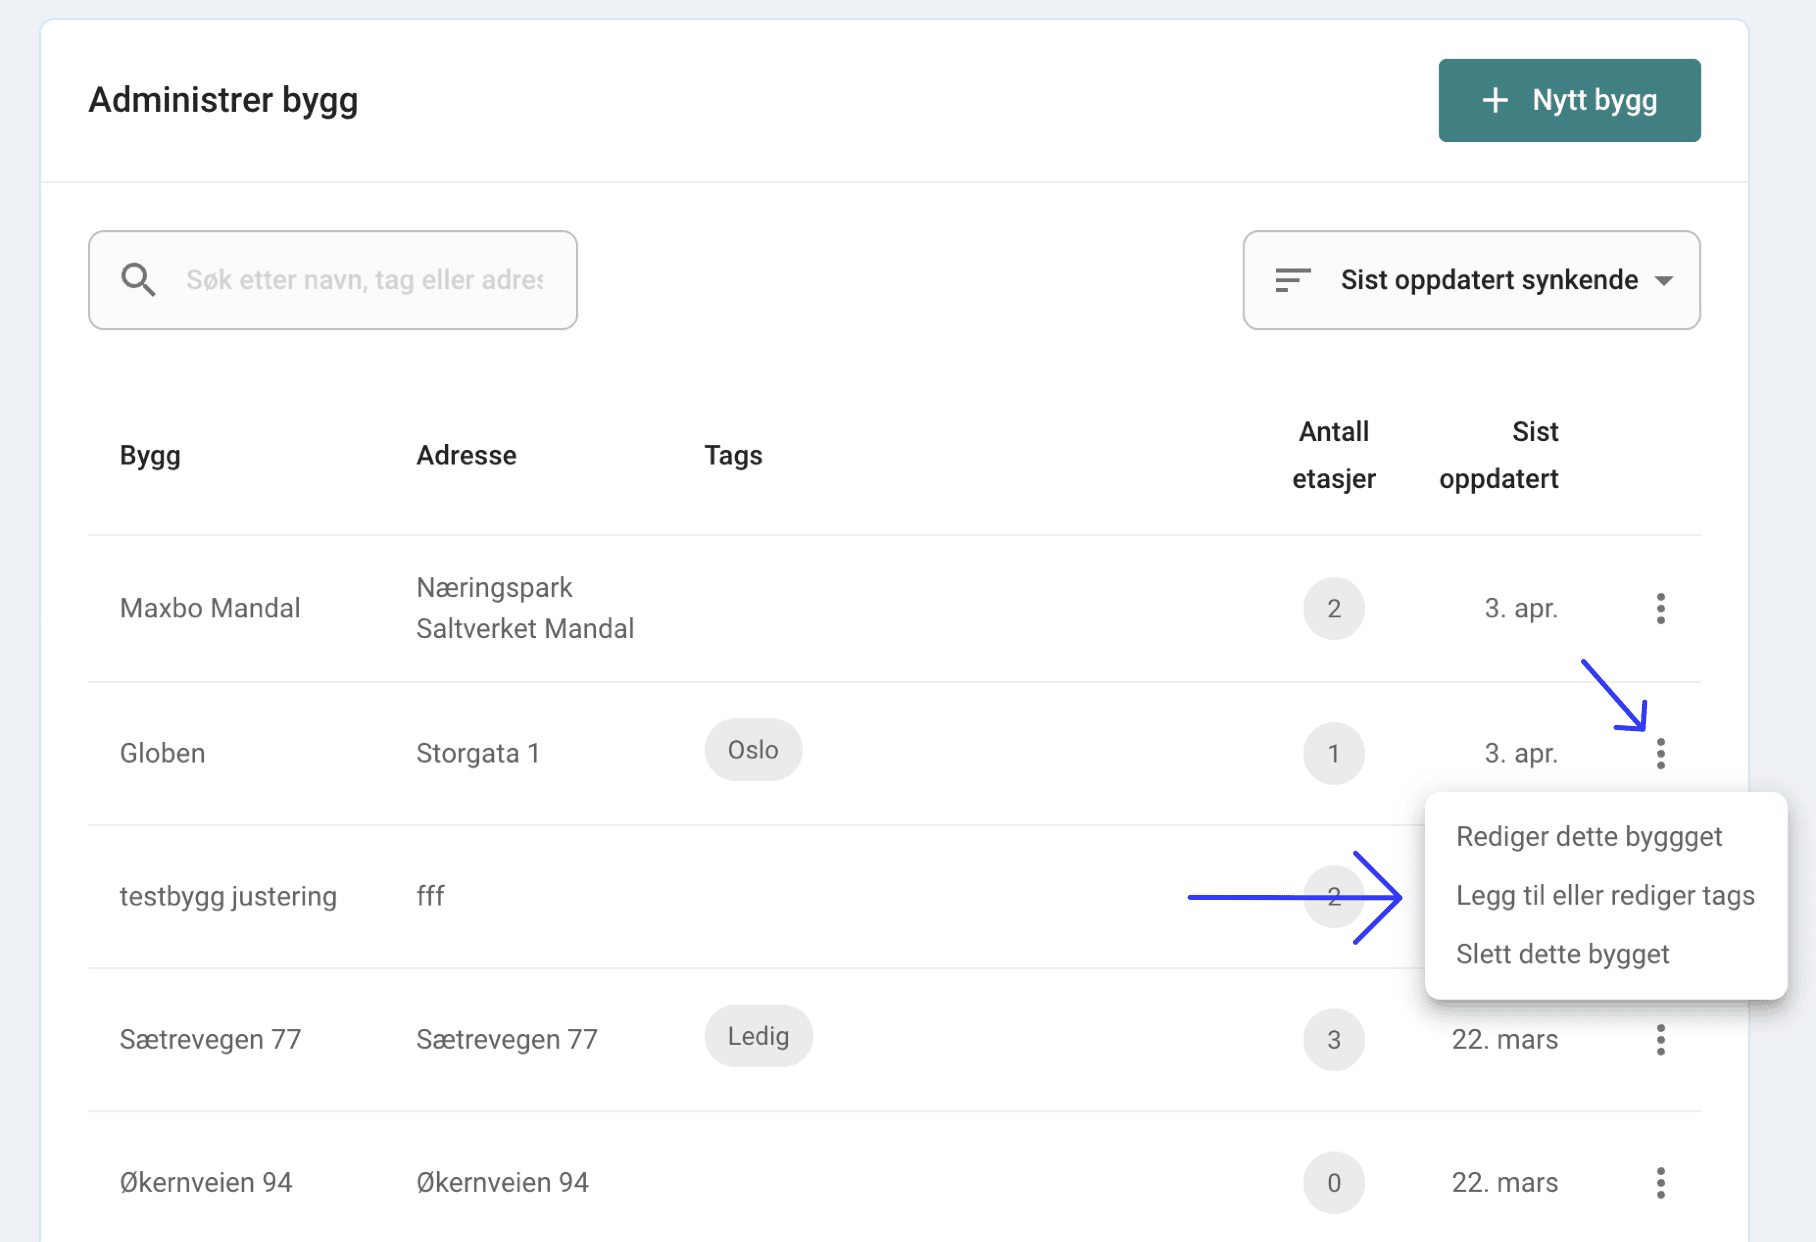 Administrer bygg
+ Nytt bygg
Søk etter navn, tag eller adres
Sist oppdatert synkende
Bygg Adresse Tags Antall etasjer Sist oppdatert
Maxbo Mandal Næringspark Saltverket Mandal 2 3. apr.
Globen Storgata 1 Oslo 1 3. apr.
Rediger dette byggget
testbygg justering fff 2 Legg til eller rediger tags
Slett dette bygget
Sætrevegen 77 Sætrevegen 77 Ledig 3 22. mars
Økernveien 94 Økernveien 94 0 22. mars